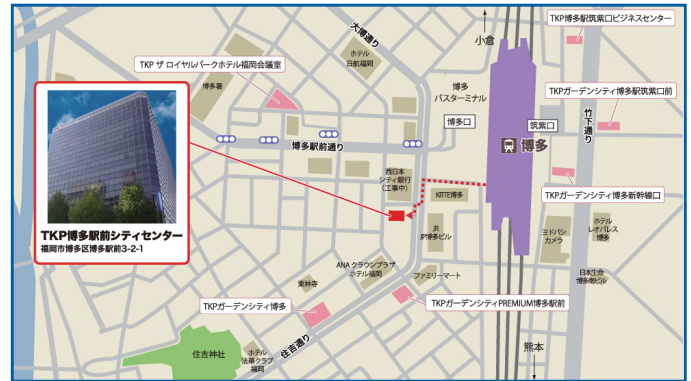 TKP博多駅筑紫口ビジネスセンター
小倉
大博通り
ホテル
日航福岡
TKP ザ ロイヤルパークホテル福岡会議室
博多署
博多
バスターミナル
TKPガーデンシティ博多駅筑紫口前
竹下通り
博多口
筑紫口
博多駅前通り
博多
西日本
シティ銀行
(工事中)
KITTE博多
TKPガーデンシティ博多新幹線口
TKP博多駅前シティセンター
福岡市博多区博多駅前3-2-1
JR
JP博多ビル
ヨドバシ
カメラ
ホテル
レオパレス
博多
ANA クラウンプラザ
ホテル福岡
ファミリーマート
日本生命
博多南ビル
東林寺
TKPガーデンシティ博多
TKPガーデンシティPREMIUM博多駅前
住吉通り
住吉神社
ホテル
法華クラブ
福岡
熊本